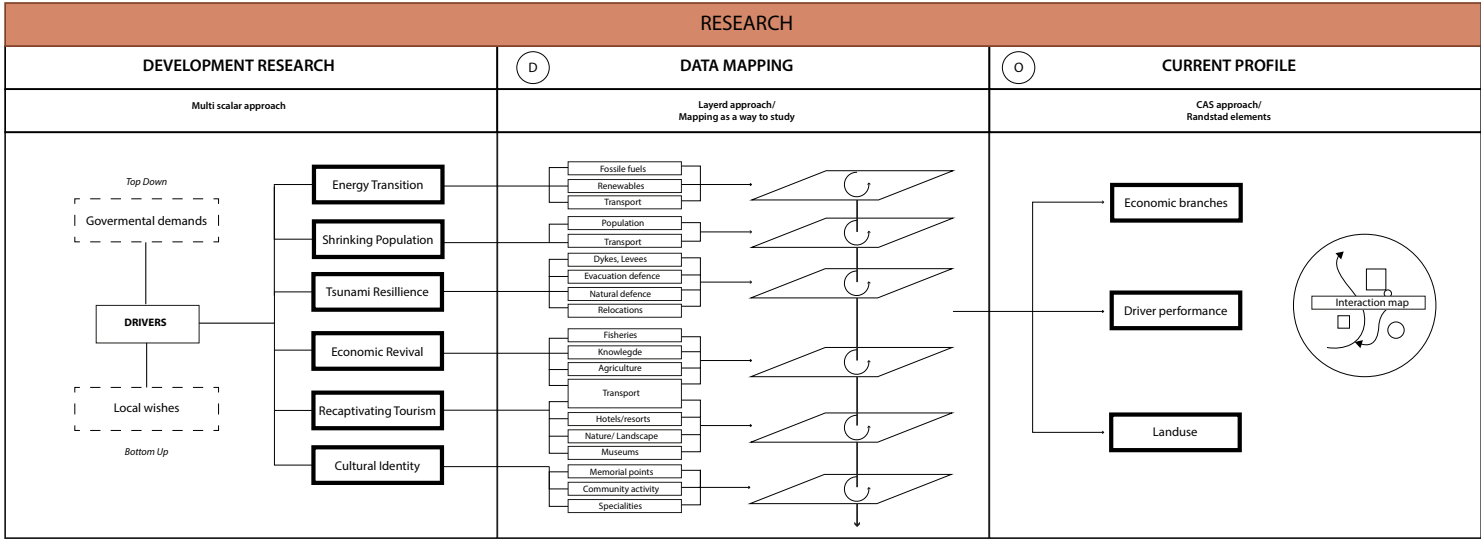 RESEARCH
DEVELOPMENT RESEARCH
Multi scalar approach
Top Down
Govermental demands
DRIVERS
Local wishes
Bottom Up
Energy Transition
Shrinking Population
Tsunami Resillience
Economic Revival
Recaptivating Tourism
Cultural Identity
D
DATA MAPPING
Layerd approach/
Mapping as a way to study
Fossile fuels
Renewables
Transport
Population
Transport
Dykes, Levees
Evacuation defence
Natural defence
Relocations
Fisheries
Knowlegde
Agriculture
Transport
Hotels/resorts
Nature/ Landscape
Museums
Memorial points
Community activity
Specialities
O
CURRENT PROFILE
CAS approach/
Randstad elements
Economic branches
Driver performance
Landuse
Interaction map